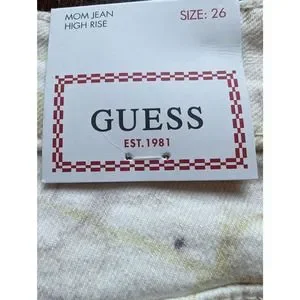 MOM JEAN
HIGH RISE
SIZE: 26
GUESS
EST.1981